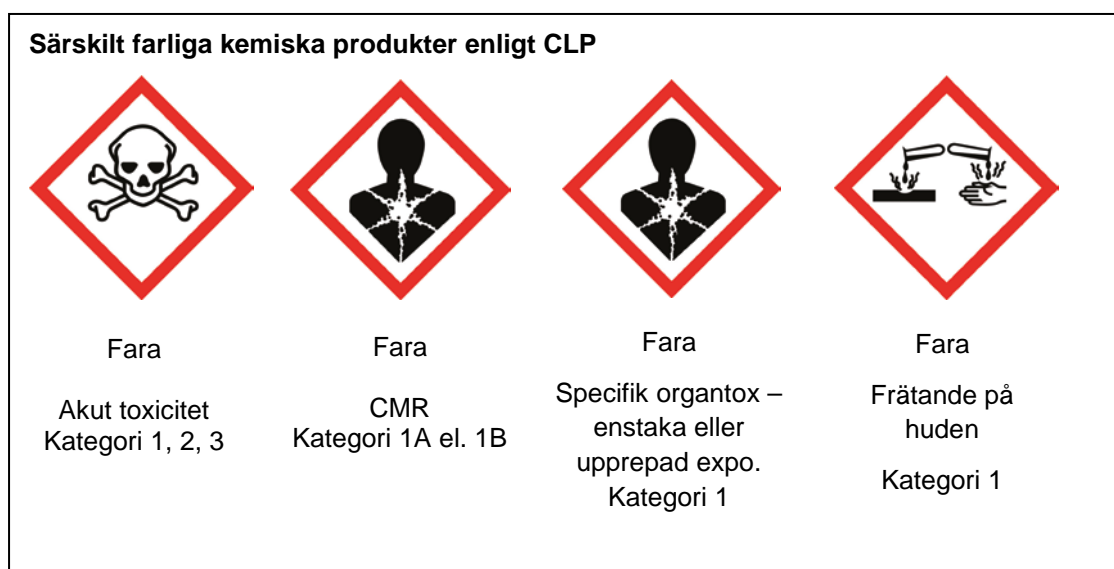 Särskilt farliga kemiska produkter enligt CLP
Fara
Akut toxicitet
Kategori 1, 2, 3
Fara
CMR
Kategori 1A el. 1B
Fara
Specifik organtox –
enstaka eller
upprepad expo.
Kategori 1
Fara
Frätande på
huden
Kategori 1